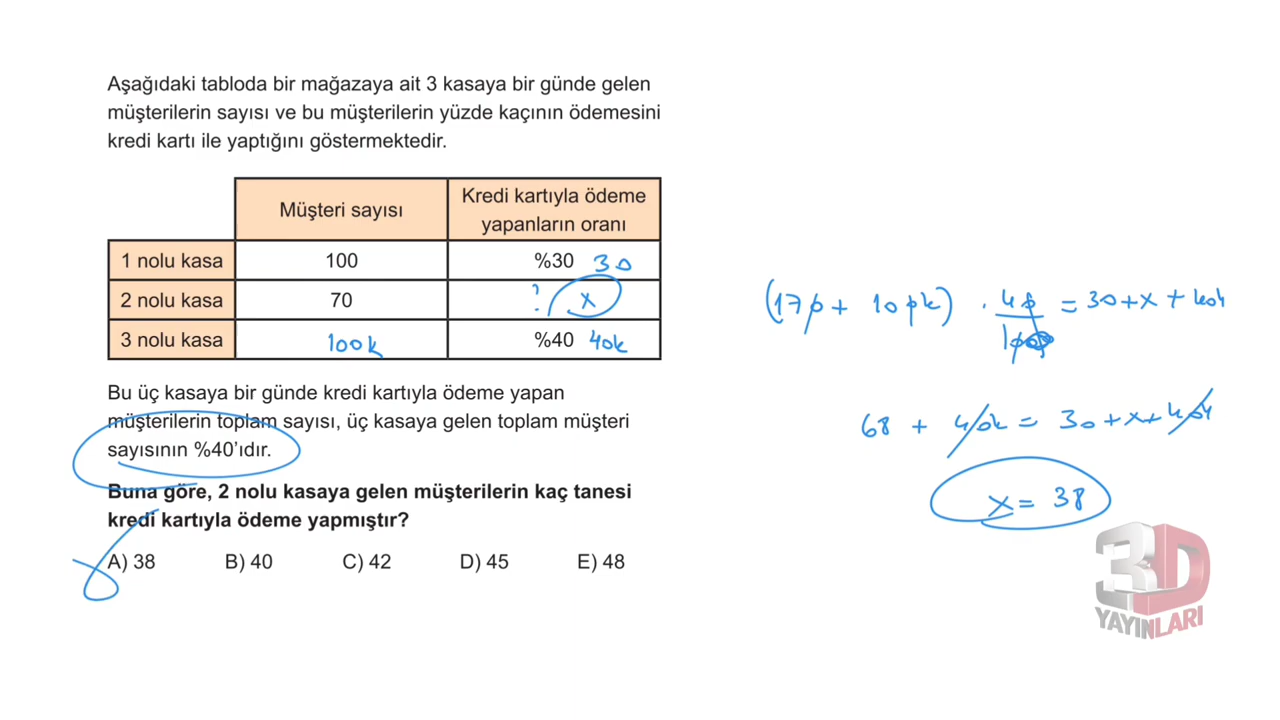 Aşağıdaki tabloda bir mağazaya ait 3 kasaya bir günde gelen
müşterilerin sayısı ve bu müşterilerin yüzde kaçının ödemesini
kredi kartı ile yaptığını göstermektedir.
Müşteri sayısı Kredi kartıyla ödeme
yapanların oranı
1 nolu kasa 100 %30 30
2 nolu kasa 70 ? x
3 nolu kasa 100k %40 40k
Bu üç kasaya bir günde kredi kartıyla ödeme yapan
müşterilerin toplam sayısı, üç kasaya gelen toplam müşteri
sayısının %40'ıdır.
Buna göre, 2 nolu kasaya gelen müşterilerin kaç tanesi
kredi kartıyla ödeme yapmıştır?
A) 38 B) 40 C) 42 D) 45 E) 48
(170 + 100k) . 40/100 = 30+x+40k
68 + 40k = 30+x+40k
x = 38
3D
YAYINLARI